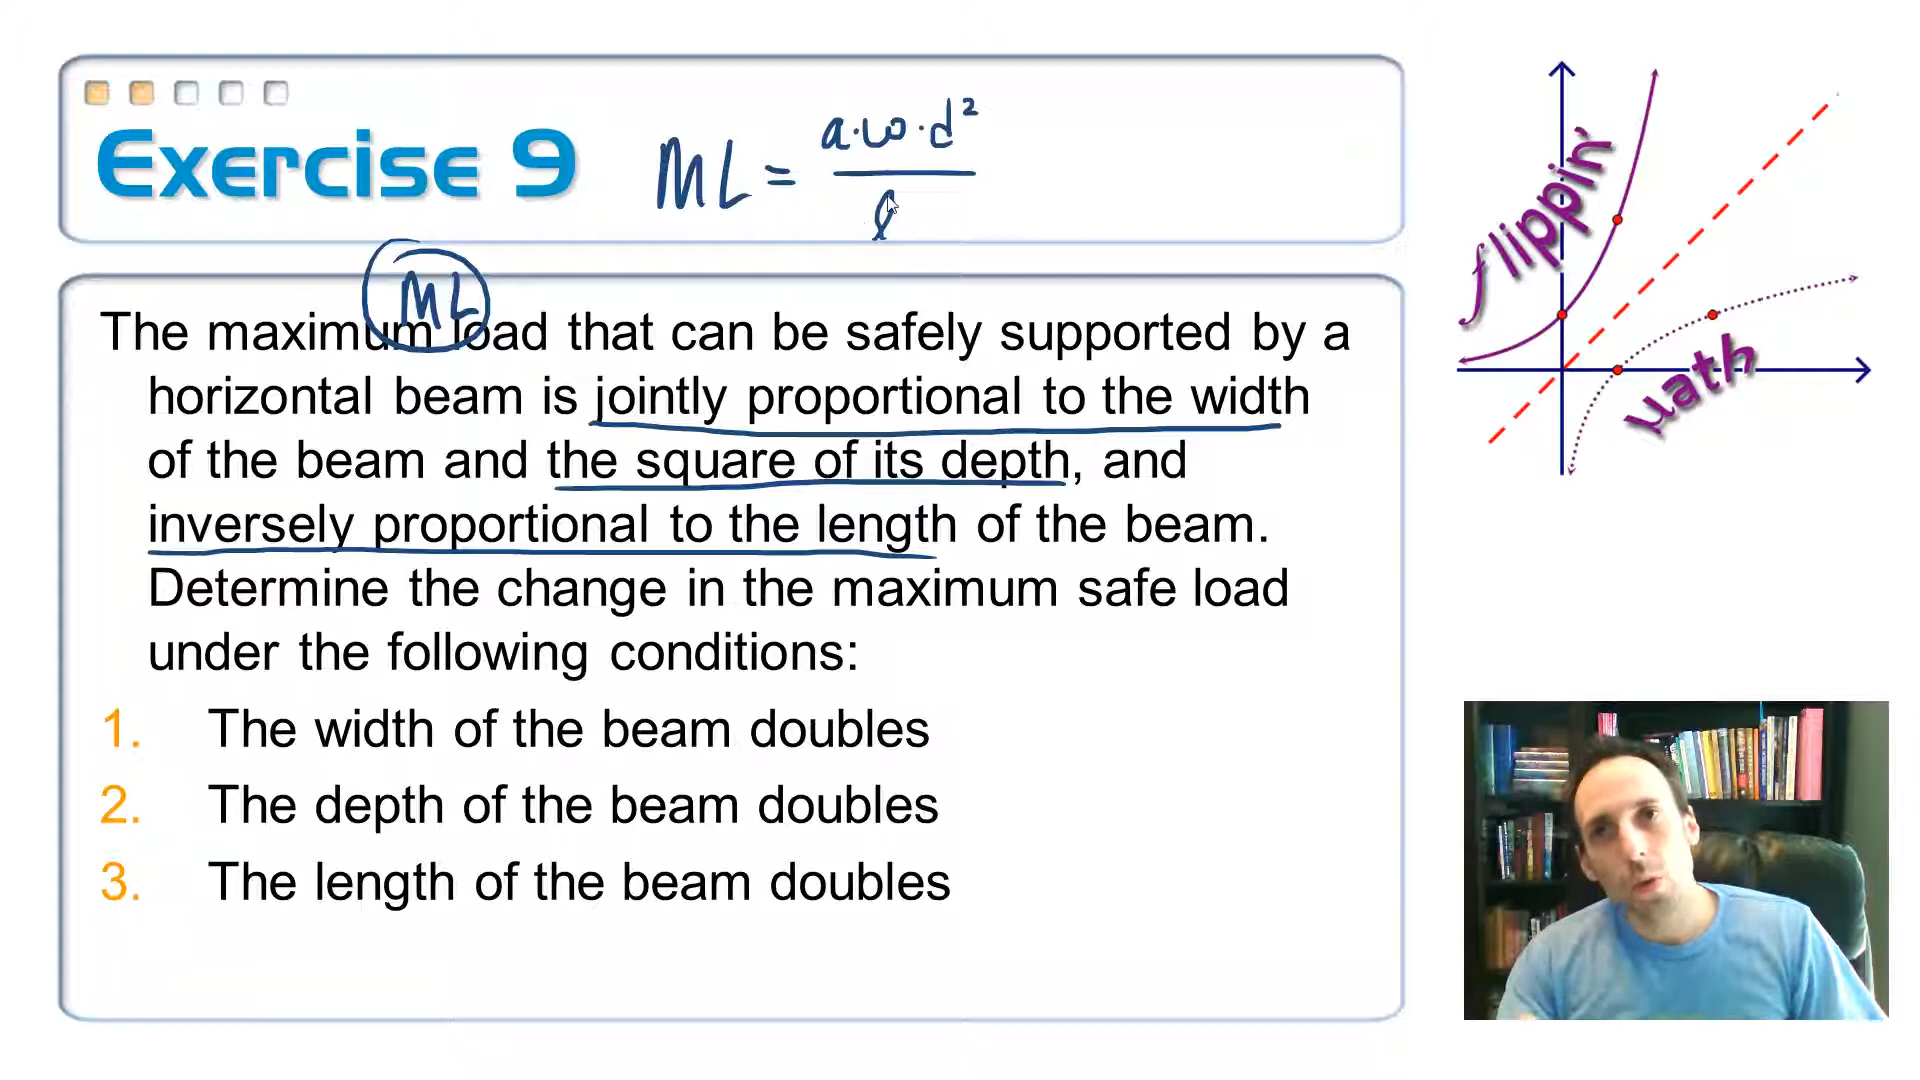 Exercise 9
ML = a·w·d²
l
ML
The maximum load that can be safely supported by a
horizontal beam is jointly proportional to the width
of the beam and the square of its depth, and
inversely proportional to the length of the beam.
Determine the change in the maximum safe load
under the following conditions:
1. The width of the beam doubles
2. The depth of the beam doubles
3. The length of the beam doubles
flippin'
math